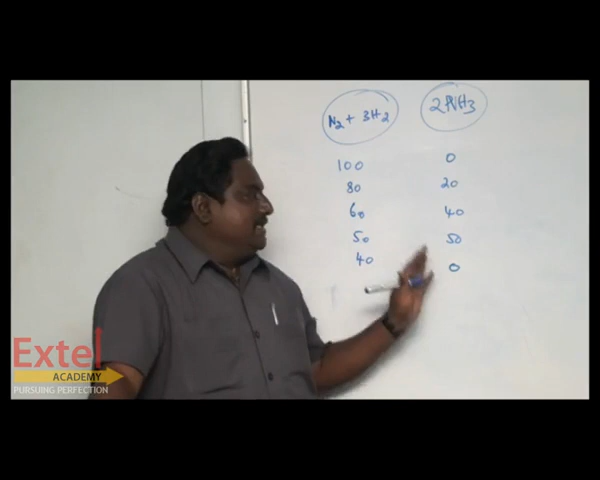 N2 + 3H2 2NH3
100 0
80 20
60 40
50 50
40 0
Extel
ACADEMY
PURSUING PERFECTION